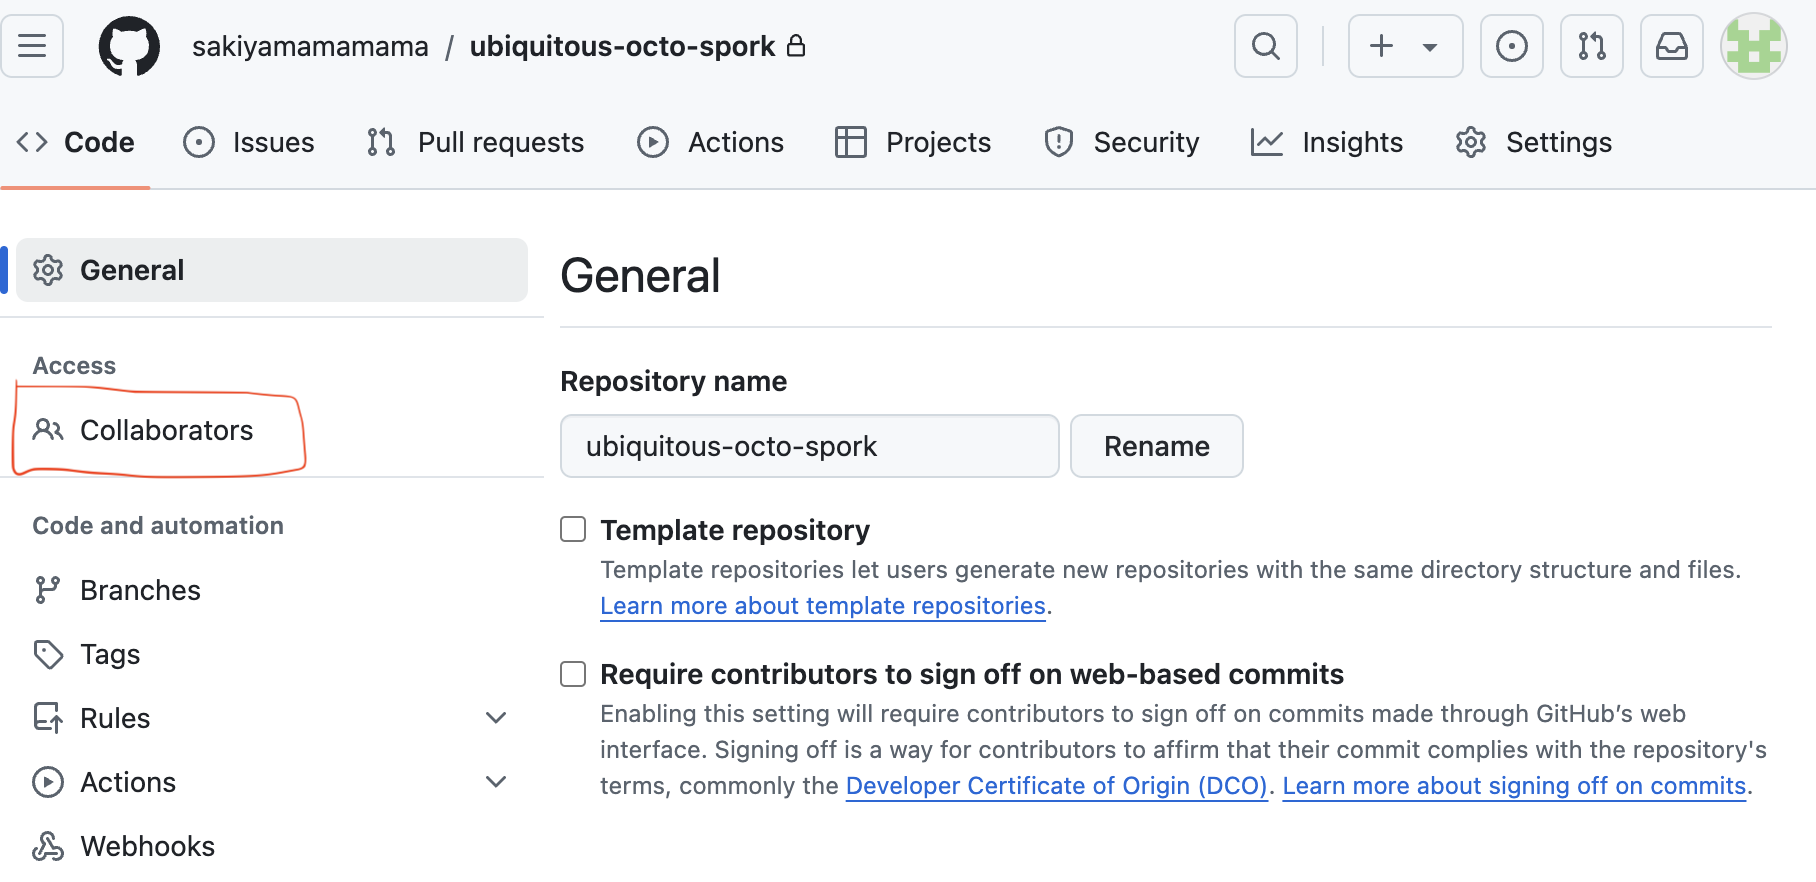 sakiyamamamama / ubiquitous-octo-spork
Code Issues Pull requests Actions Projects Security Insights Settings
General
Access
Collaborators
Code and automation
Branches
Tags
Rules
Actions
Webhooks
General
Repository name
ubiquitous-octo-spork Rename
Template repository
Template repositories let users generate new repositories with the same directory structure and files.
Learn more about template repositories.
Require contributors to sign off on web-based commits
Enabling this setting will require contributors to sign off on commits made through GitHub’s web
interface. Signing off is a way for contributors to affirm that their commit complies with the repository's
terms, commonly the Developer Certificate of Origin (DCO). Learn more about signing off on commits.